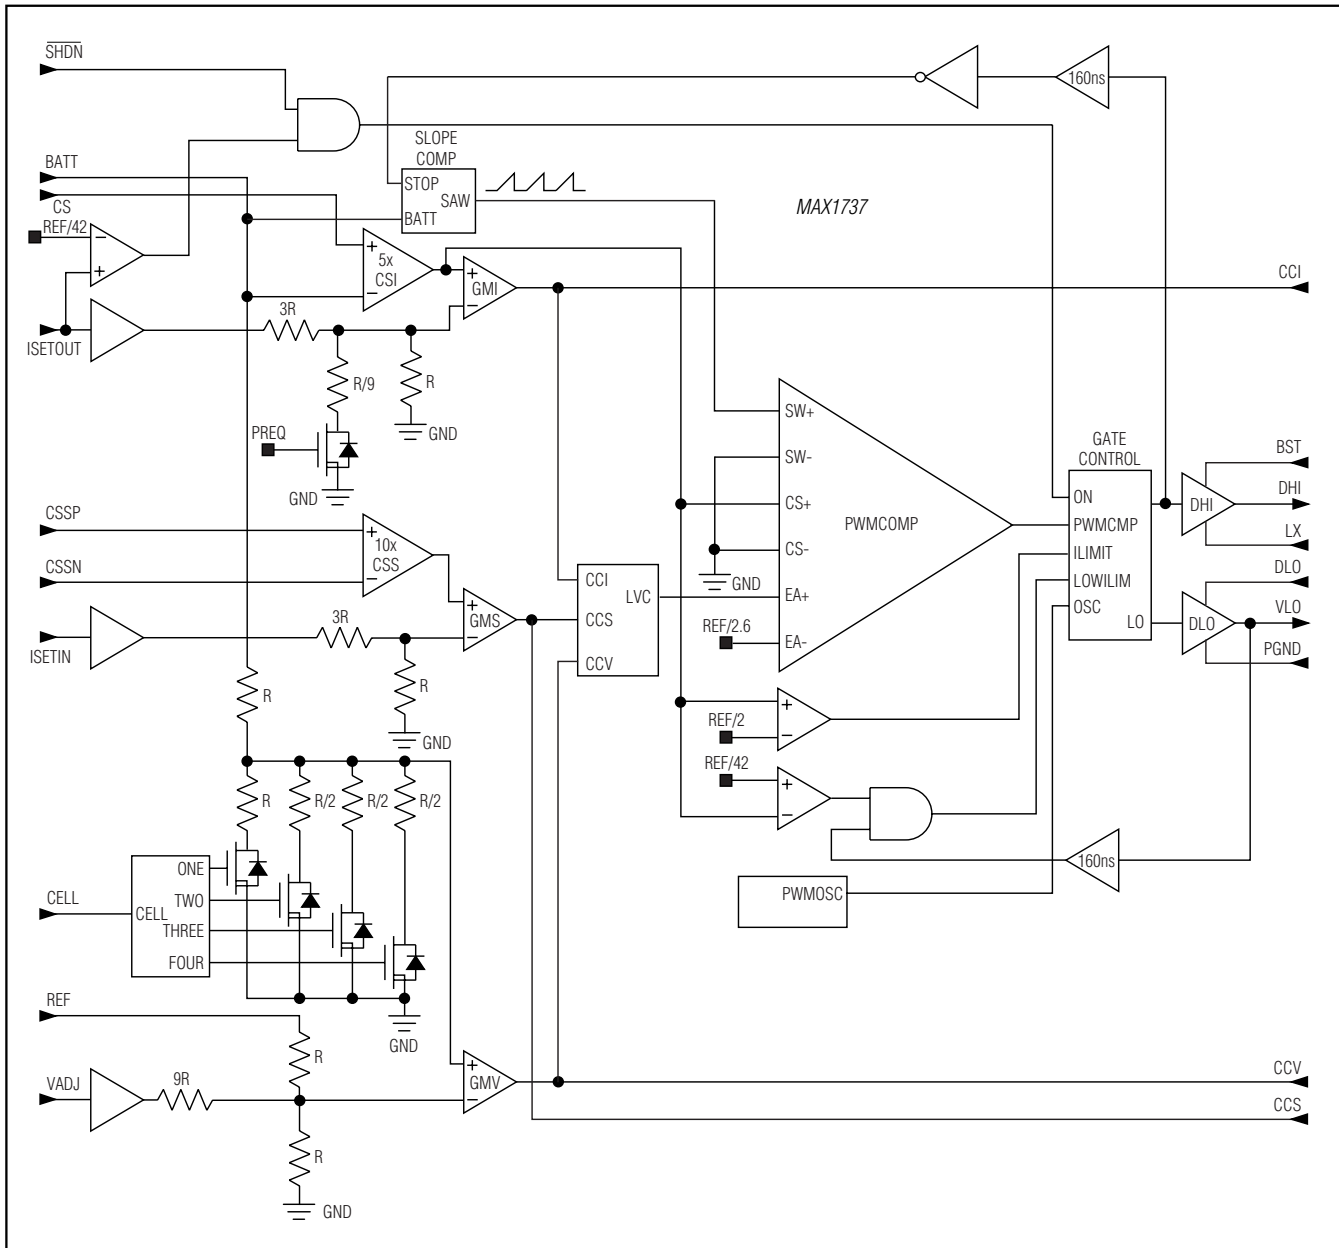 SHDN
160ns
SLOPE
COMP
BATT
STOP
SAW
MAX1737
CS
BATT
REF/42
−
+
+
5x
CSI
−
+
GMI
−
CCI
ISETOUT
3R
R/9
R
GND
PREQ
GND
SW+
SW-
CS+
CS-
GND
EA+
REF/2.6
EA-
PWMCOMP
GATE
CONTROL
ON
PWMCMP
ILIMIT
LOWILIM
OSC
LO
BST
DHI
DHI
LX
DLO
DLO
VLO
PGND
CSSP
+
10x
CSS
−
CSSN
+
GMS
−
CCI
LVC
CCS
CCV
ISETIN
3R
R
GND
R
REF/2
+
−
REF/42
+
−
160ns
PWMOSC
R
R/2
R/2
R/2
ONE
TWO
THREE
FOUR
CELL
CELL
GND
REF
R
VADJ
9R
+
GMV
−
R
GND
CCV
CCS